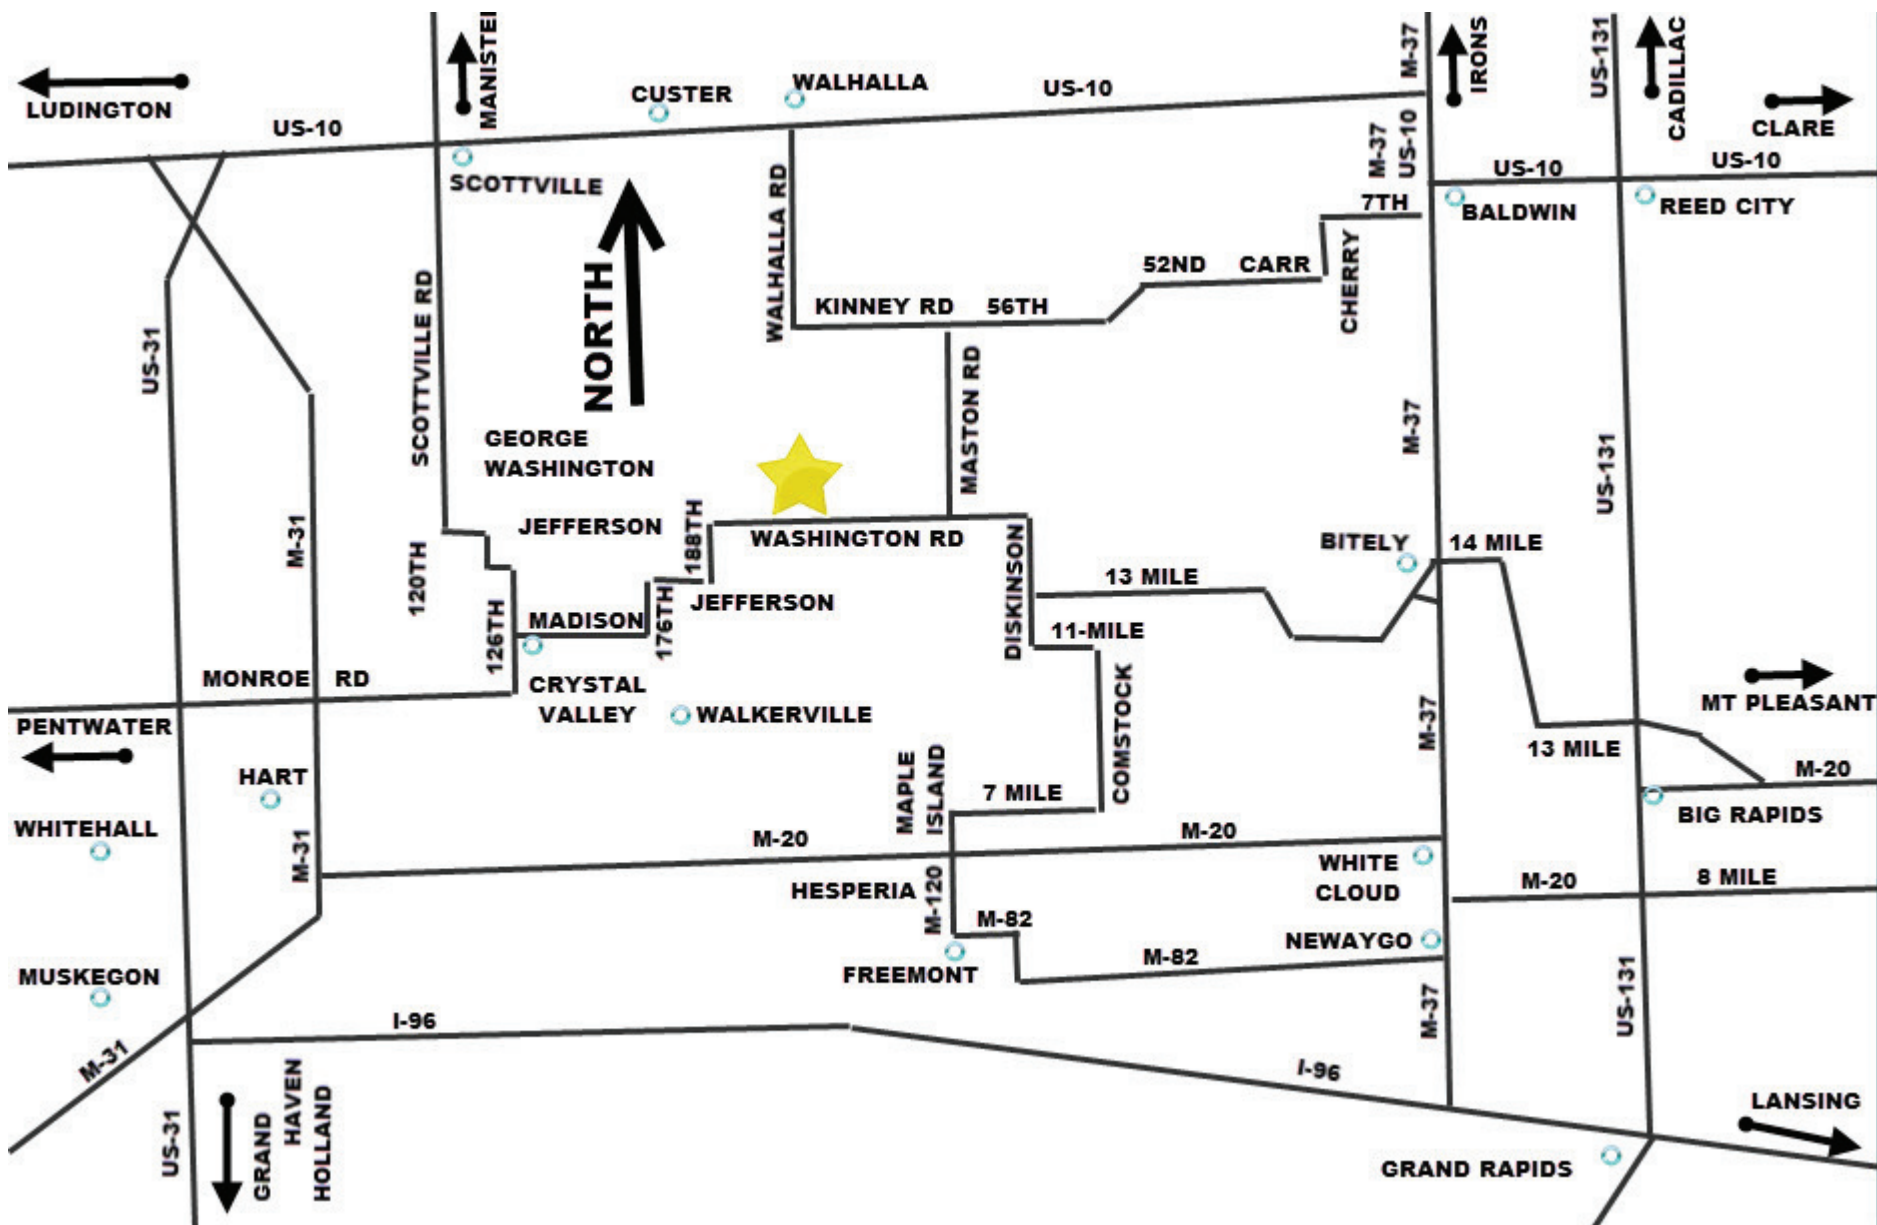 MANISTEE
M-37
IRONS
US-131
CADILLAC
LUDINGTON
CUSTER
WALHALLA
US-10
CLARE
US-10
M-37
US-10
US-10
US-10
SCOTTVILLE
WALHALLA RD
7TH
BALDWIN
REED CITY
NORTH
SCOTTVILLE RD
52ND
CARR
CHERRY
KINNEY RD
56TH
US-31
MASTON RD
M-37
US-131
GEORGE
WASHINGTON
M-31
JEFFERSON
188TH
WASHINGTON RD
BITELY
14 MILE
120TH
DISKINSON
13 MILE
JEFFERSON
126TH
MADISON
176TH
11-MILE
MONROE RD
CRYSTAL
VALLEY
WALKERVILLE
COMSTOCK
M-37
MT PLEASANT
PENTWATER
13 MILE
HART
MAPLE
ISLAND
7 MILE
M-20
WHITEHALL
BIG RAPIDS
M-31
M-20
M-20
WHITE
CLOUD
HESPERIA
M-120
M-20
8 MILE
M-82
NEWAYGO
MUSKEGON
FREEMONT
M-82
M-37
US-131
I-96
M-31
I-96
US-31
GRAND
HAVEN
HOLLAND
LANSING
GRAND RAPIDS